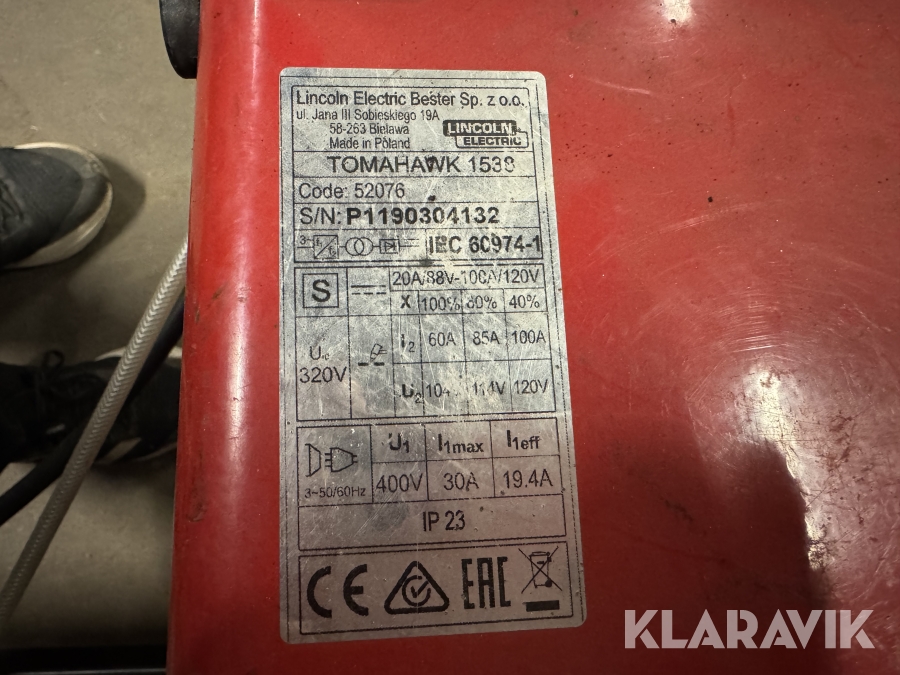 Lincoln Electric Bester Sp. z o.o.
ul. Jana III Sobieskiego 19A
58-263 Bielawa
Made in Poland
LINCOLN
ELECTRIC
TOMAHAWK 1538
Code: 52076
S/N: P1190304132
3~ IEC 60974-1
S
20A/88V-100A/120V
X 100% 60% 40%
I2 60A 85A 100A
U2 104 114V 120V
320V
U1 I1max I1eff
3~50/60Hz 400V 30A 19.4A
IP 23
CE EAC
KLARAVIK